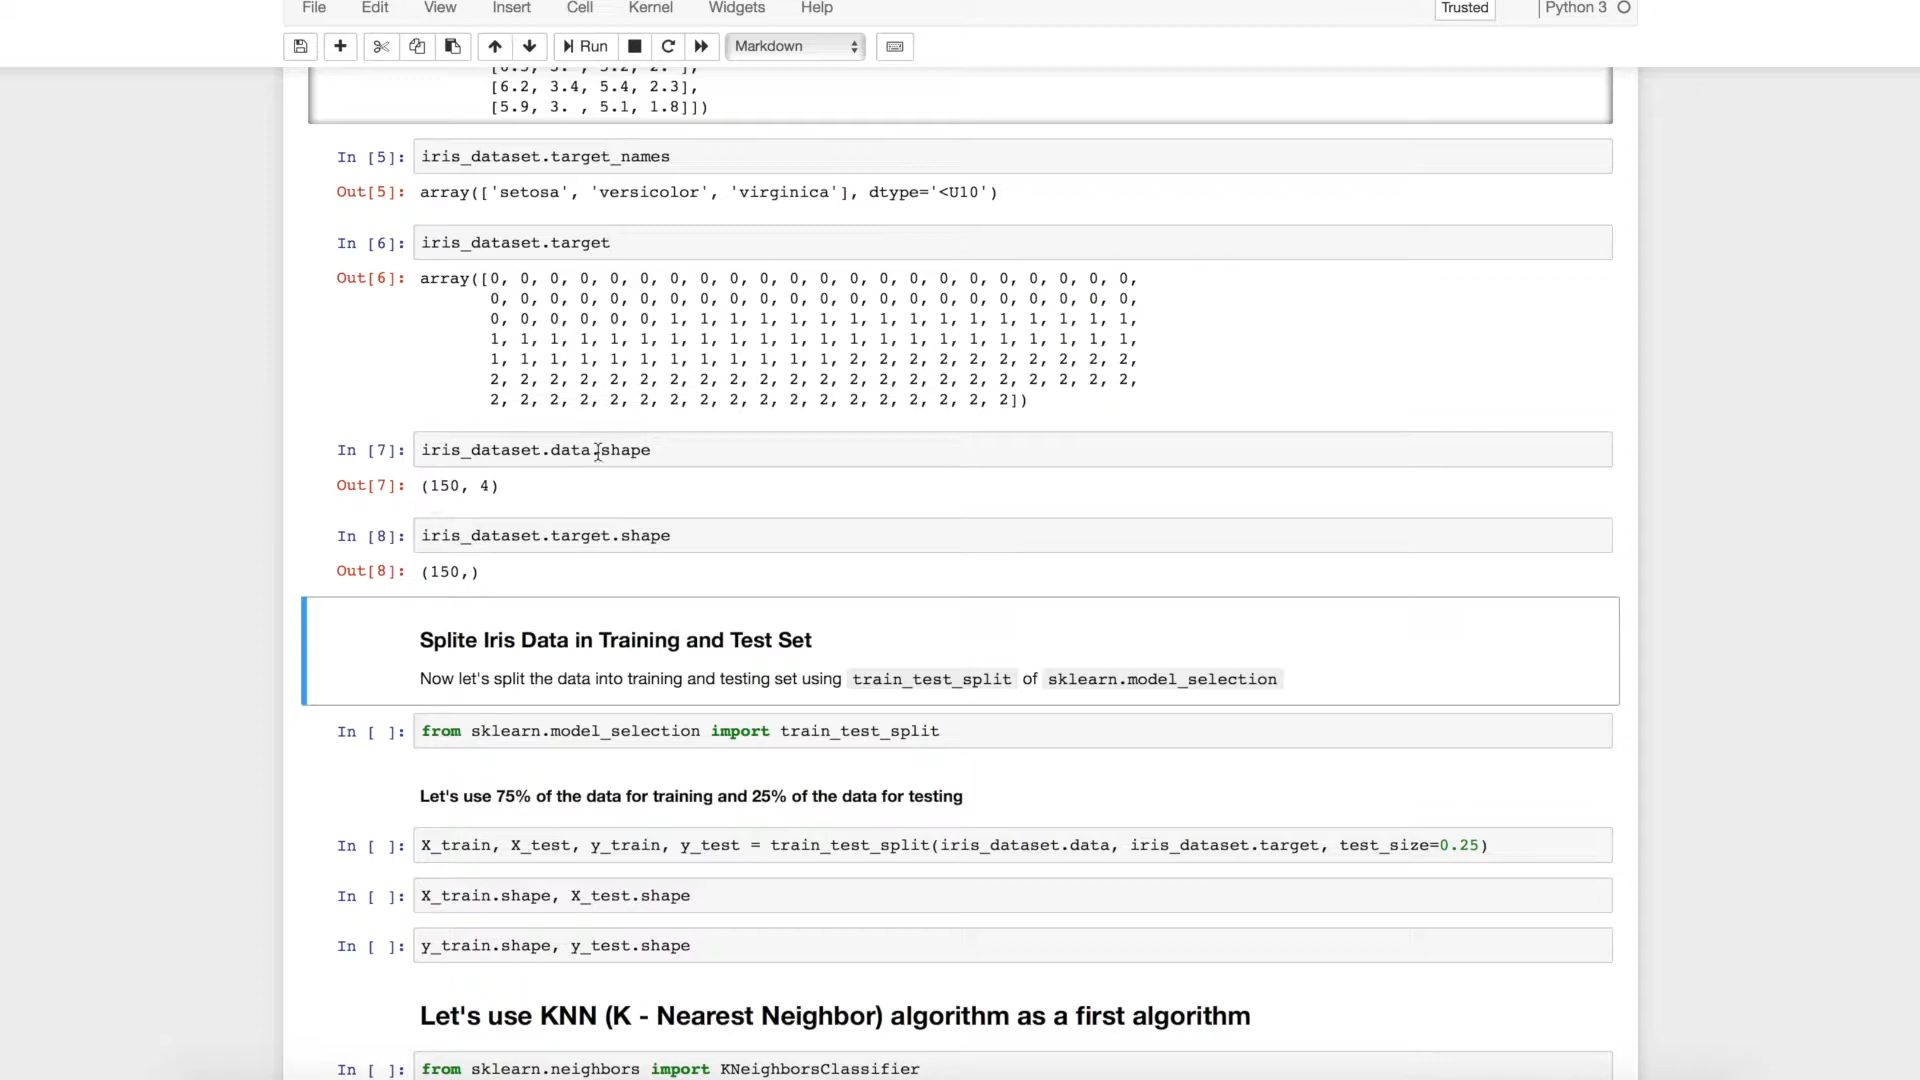 File Edit View Insert Cell Kernel Widgets Help Trusted Python 3
Run Markdown
[6.2, 3.4, 5.4, 2.3],
[5.9, 3. , 5.1, 1.8]])
In [5]: iris_dataset.target_names
Out[5]: array(['setosa', 'versicolor', 'virginica'], dtype='<U10')
In [6]: iris_dataset.target
Out[6]: array([0, 0, 0, 0, 0, 0, 0, 0, 0, 0, 0, 0, 0, 0, 0, 0, 0, 0, 0, 0, 0, 0,
0, 0, 0, 0, 0, 0, 0, 0, 0, 0, 0, 0, 0, 0, 0, 0, 0, 0, 0, 0, 0, 0,
0, 0, 0, 0, 0, 0, 1, 1, 1, 1, 1, 1, 1, 1, 1, 1, 1, 1, 1, 1, 1, 1,
1, 1, 1, 1, 1, 1, 1, 1, 1, 1, 1, 1, 1, 1, 1, 1, 1, 1, 1, 1, 1, 1,
1, 1, 1, 1, 1, 1, 1, 1, 1, 1, 1, 1, 2, 2, 2, 2, 2, 2, 2, 2, 2, 2,
2, 2, 2, 2, 2, 2, 2, 2, 2, 2, 2, 2, 2, 2, 2, 2, 2, 2, 2, 2, 2, 2,
2, 2, 2, 2, 2, 2, 2, 2, 2, 2, 2, 2, 2, 2, 2, 2, 2, 2])
In [7]: iris_dataset.data.shape
Out[7]: (150, 4)
In [8]: iris_dataset.target.shape
Out[8]: (150,)
Splite Iris Data in Training and Test Set
Now let's split the data into training and testing set using train_test_split of sklearn.model_selection
In [ ]: from sklearn.model_selection import train_test_split
Let's use 75% of the data for training and 25% of the data for testing
In [ ]: X_train, X_test, y_train, y_test = train_test_split(iris_dataset.data, iris_dataset.target, test_size=0.25)
In [ ]: X_train.shape, X_test.shape
In [ ]: y_train.shape, y_test.shape
Let's use KNN (K - Nearest Neighbor) algorithm as a first algorithm
In [ ]: from sklearn.neighbors import KNeighborsClassifier